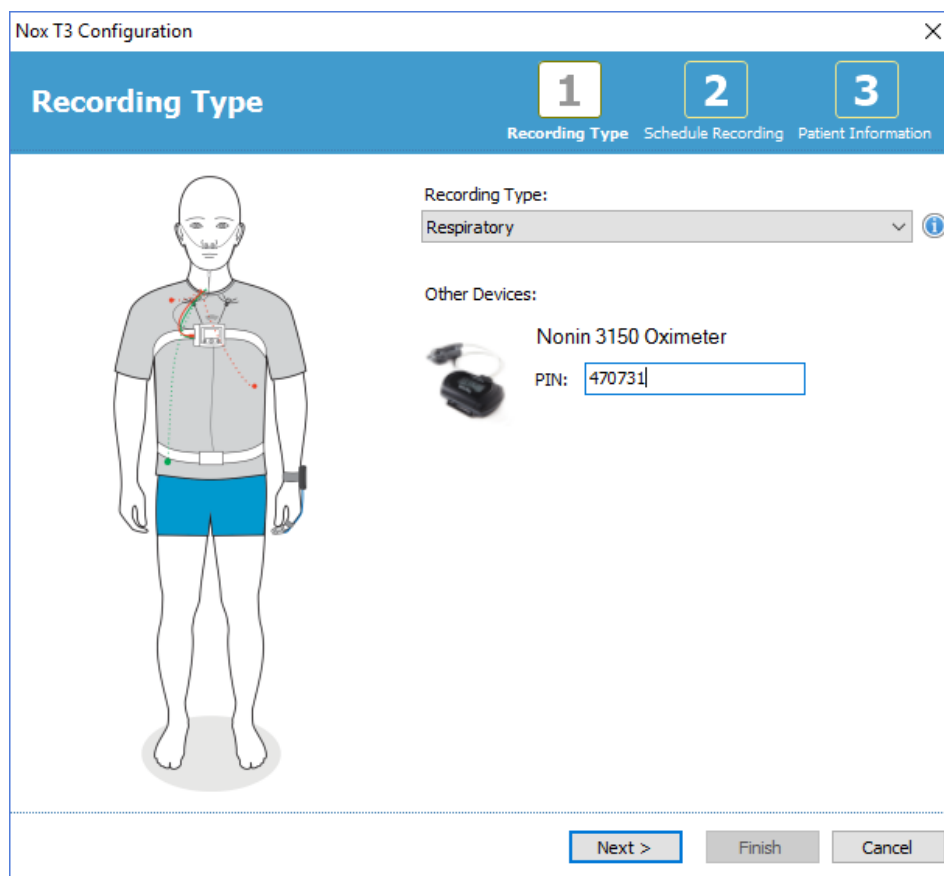 Nox T3 Configuration
Recording Type
1
2
3
Recording Type
Schedule Recording
Patient Information
Recording Type:
Respiratory
Other Devices:
Nonin 3150 Oximeter
PIN: 470731
Next >
Finish
Cancel